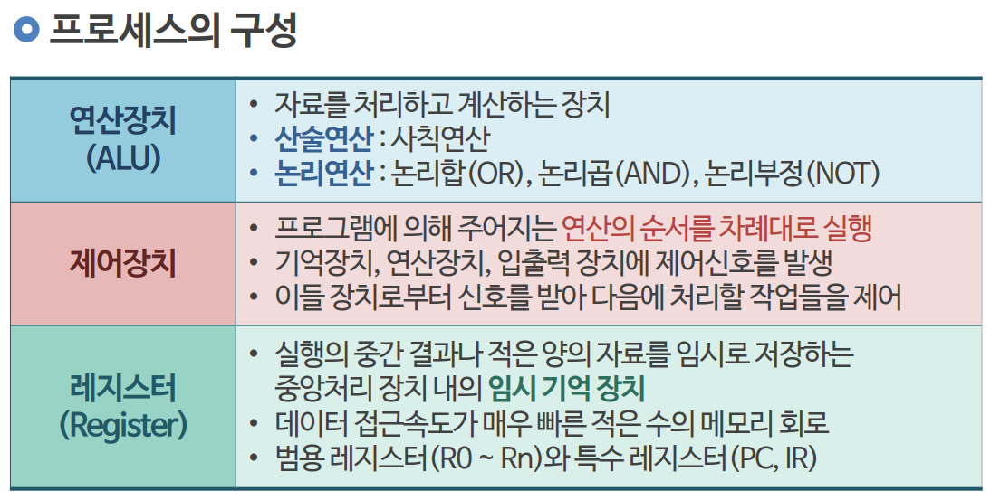 프로세스의 구성
연산장치
(ALU)
• 자료를 처리하고 계산하는 장치
• 산술연산 : 사칙연산
• 논리연산 : 논리합(OR), 논리곱(AND), 논리부정(NOT)
제어장치
• 프로그램에 의해 주어지는 연산의 순서를 차례대로 실행
• 기억장치, 연산장치, 입출력 장치에 제어신호를 발생
• 이들 장치로부터 신호를 받아 다음에 처리할 작업들을 제어
레지스터
(Register)
• 실행의 중간 결과나 적은 양의 자료를 임시로 저장하는
중앙처리 장치 내의 임시 기억 장치
• 데이터 접근속도가 매우 빠른 적은 수의 메모리 회로
• 범용 레지스터(R0 ~ Rn)와 특수 레지스터(PC, IR)